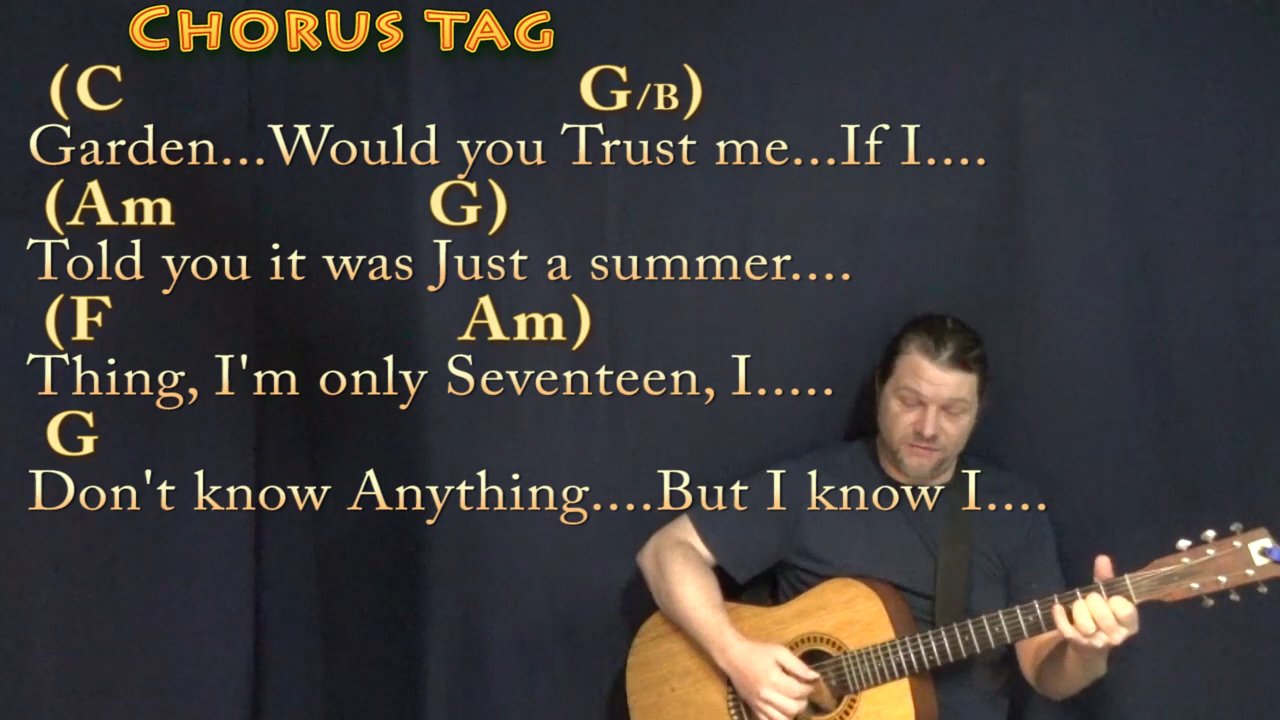 CHORUS TAG
(C G/B)
Garden...Would you Trust me...If I....
(Am G)
Told you it was Just a summer....
(F Am)
Thing, I'm only Seventeen, I.....
G
Don't know Anything....But I know I....